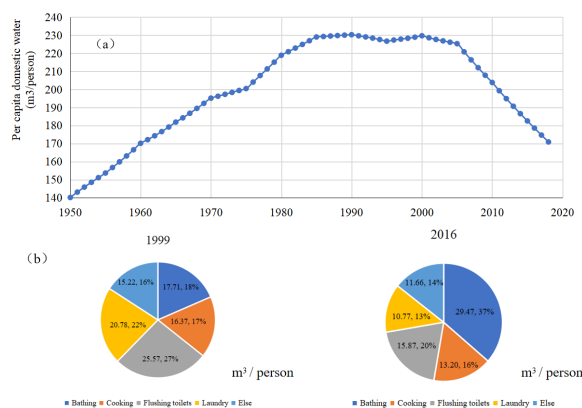 Per capita domestic water
(m3/person)
(a)
240
230
220
210
200
190
180
170
160
150
140
1950 1960 1970 1980 1990 2000 2010 2020
(b)
1999
2016
15.22, 16%
17.71, 18%
20.78, 22%
16.37, 17%
25.57, 27%
m³ / person
11.66, 14%
10.77, 13%
29.47, 37%
15.87, 20%
13.20, 16%
m³ / person
Bathing Cooking Flushing toilets Laundry Else
Bathing Cooking Flushing toilets Laundry Else